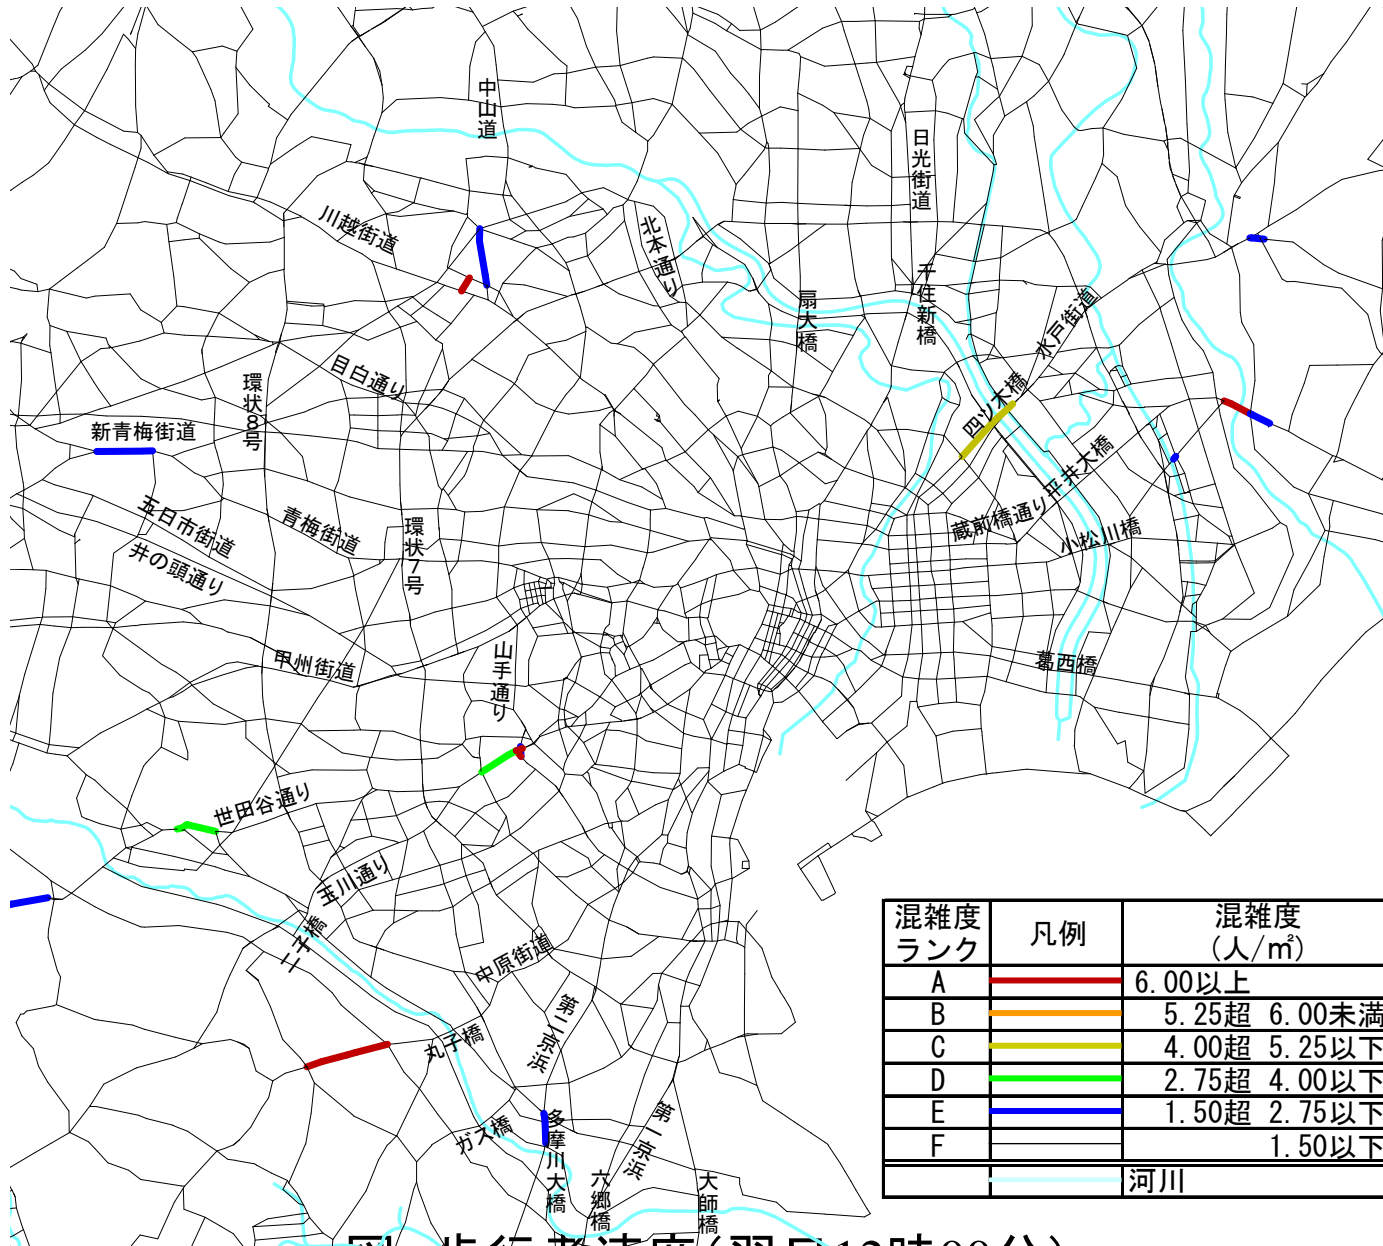 中山道
日光街道
川越街道
北本通り
千住新橋
扇大橋
水戸街道
目白通り
環状8号
四ツ木橋
新青梅街道
平井大橋
五日市街道
青梅街道
環状7号
蔵前橋通り
小松川橋
井の頭通り
甲州街道
山手通り
葛西橋
世田谷通り
玉川通り
二子橋
中原街道
第二京浜
丸子橋
ガス橋
多摩川大橋
第一京浜
六郷橋
大師橋
混雑度ランク 凡例 混雑度(人/㎡)
A 6.00以上
B 5.25超 6.00未満
C 4.00超 5.25以下
D 2.75超 4.00以下
E 1.50超 2.75以下
F 1.50以下
河川